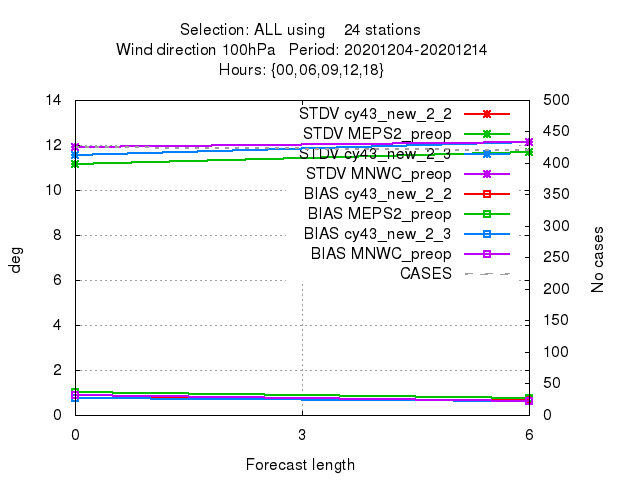 Selection: ALL using 24 stations
Wind direction 100hPa Period: 20201204-20201214
Hours: {00,06,09,12,18}
14
12
10
8
6
4
2
0
deg
500
450
400
350
300
250
200
150
100
50
0
No cases
STDV cy43_new_2_2
STDV MEPS2_preop
STDV cy43_new_2_3
STDV MNWC_preop
BIAS cy43_new_2_2
BIAS MEPS2_preop
BIAS cy43_new_2_3
BIAS MNWC_preop
CASES
0 3 6
Forecast length